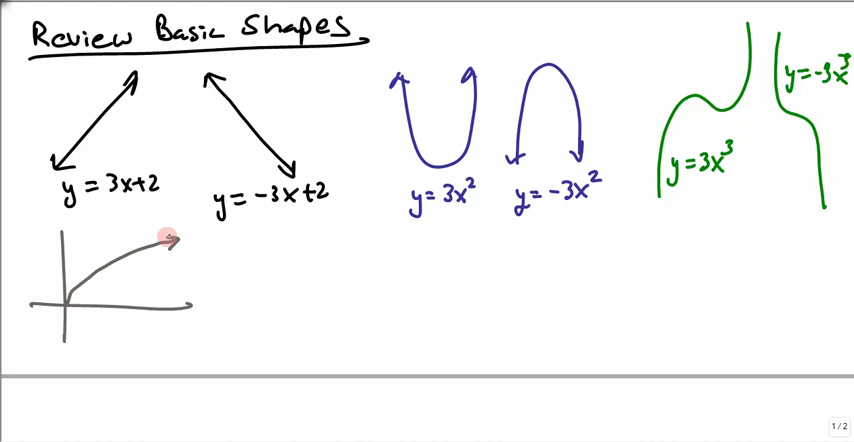 Review Basic Shapes
y = 3x+2
y = -3x+2
y = 3x²
y = -3x²
y = 3x³
y = -3x³
1 / 2